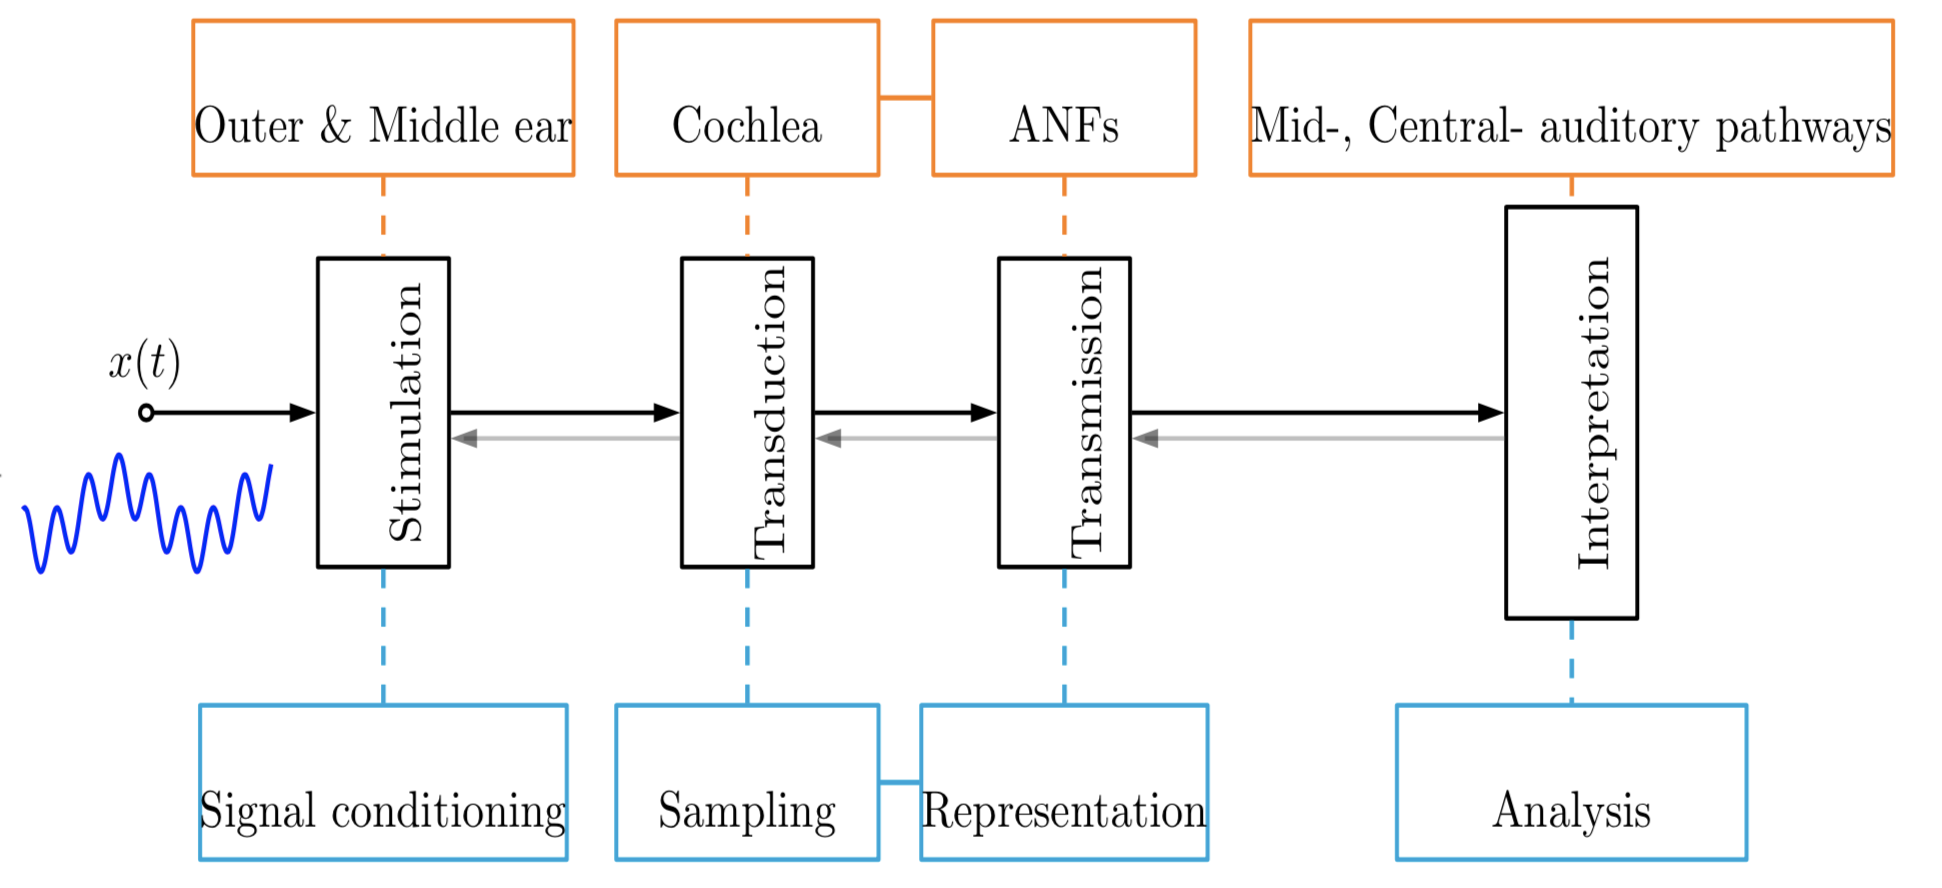 Outer & Middle ear
Cochlea
ANFs
Mid-, Central- auditory pathways
x(t)
Stimulation
Transduction
Transmission
Interpretation
Signal conditioning
Sampling
Representation
Analysis